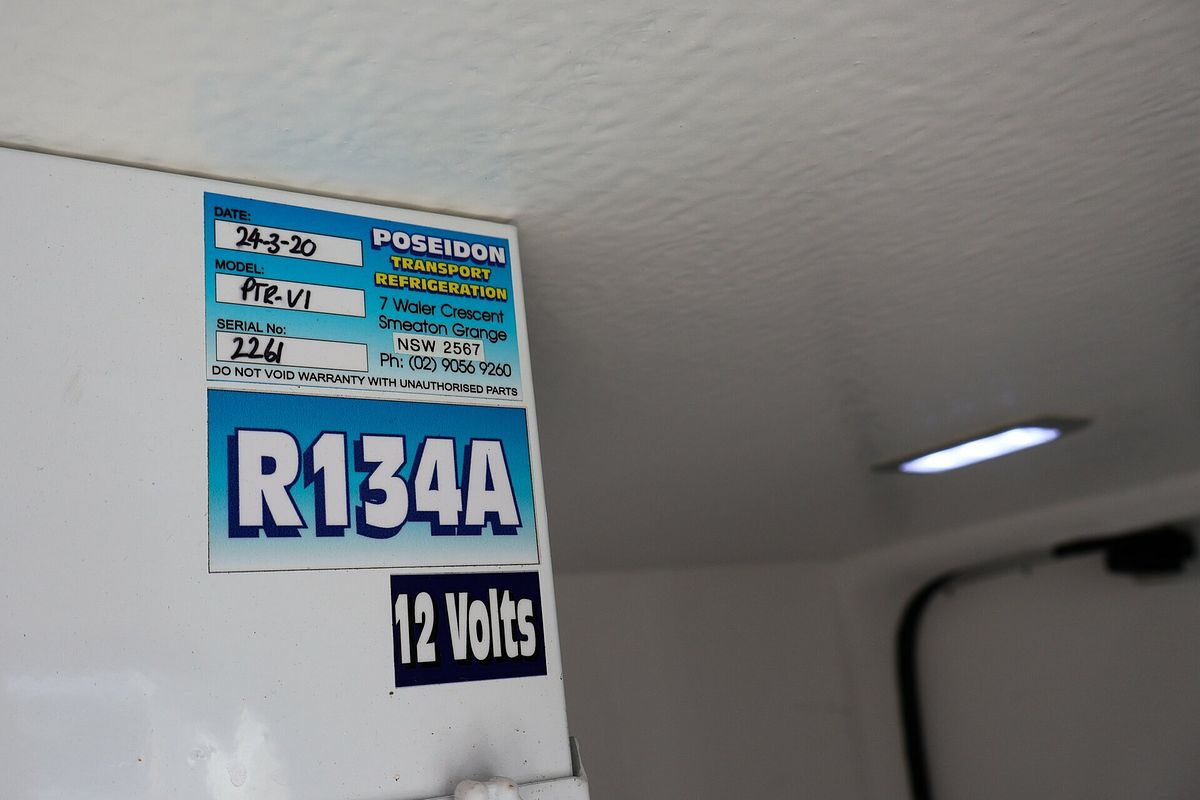 DATE:
24-3-20
MODEL:
PTR-V1
SERIAL No:
2261
POSEIDON
TRANSPORT
REFRIGERATION
7 Waler Crescent
Smeaton Grange
NSW 2567
Ph: (02) 9056 9260
DO NOT VOID WARRANTY WITH UNAUTHORISED PARTS
R134A
12 Volts